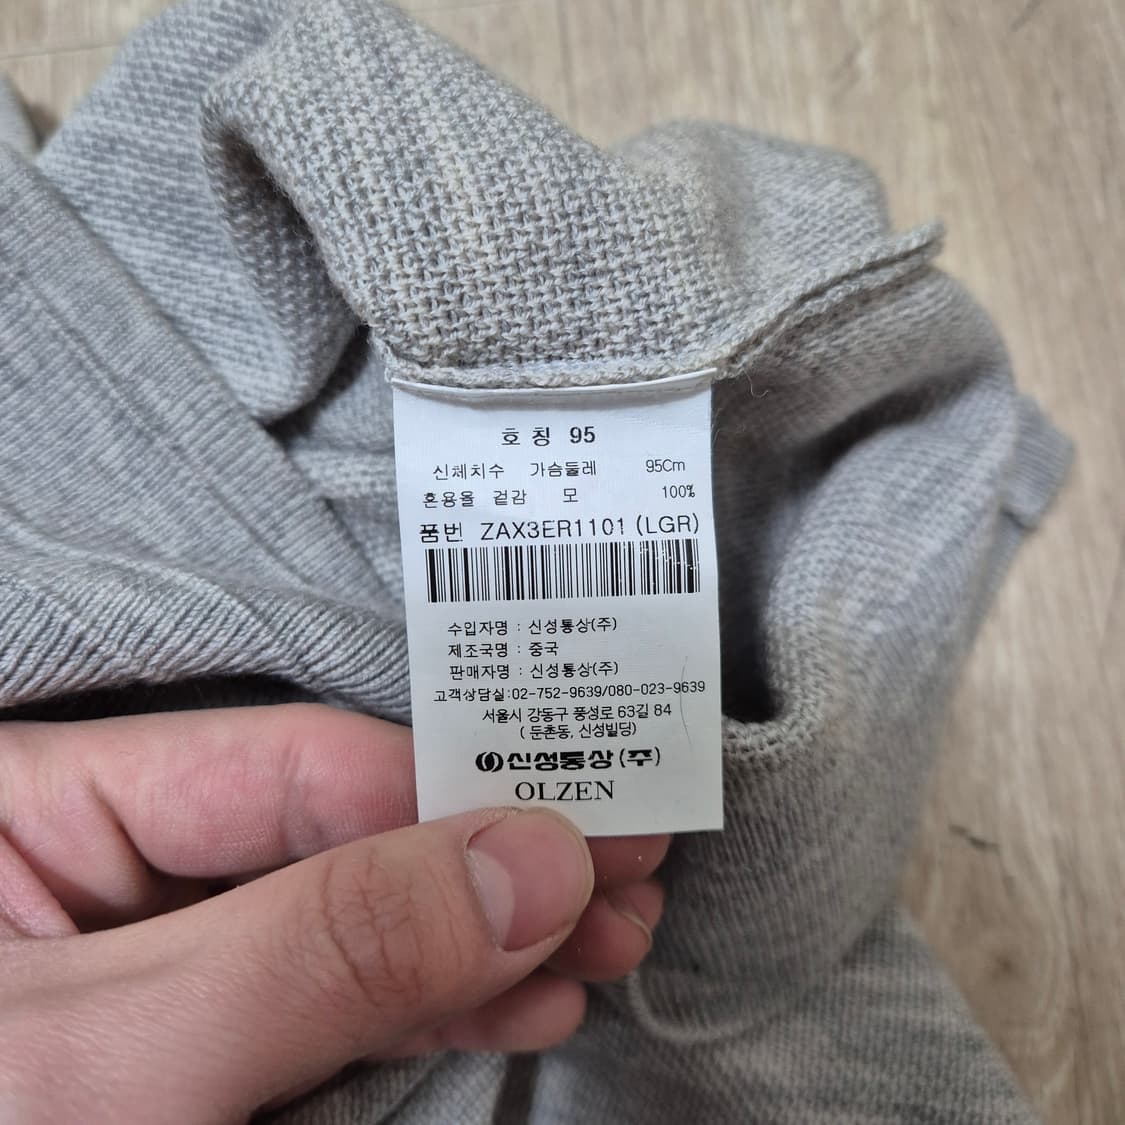 호 칭 95
신체치수 가슴둘레 95Cm
혼용율 겉감 모 100%
품번 ZAX3ER1101 (LGR)
수입자명 : 신성통상(주)
제조국명 : 중국
판매자명 : 신성통상(주)
고객상담실:02-752-9639/080-023-9639
서울시 강동구 풍성로 63길 84
( 둔촌동, 신성빌딩)
신성통상 (주)
OLZEN